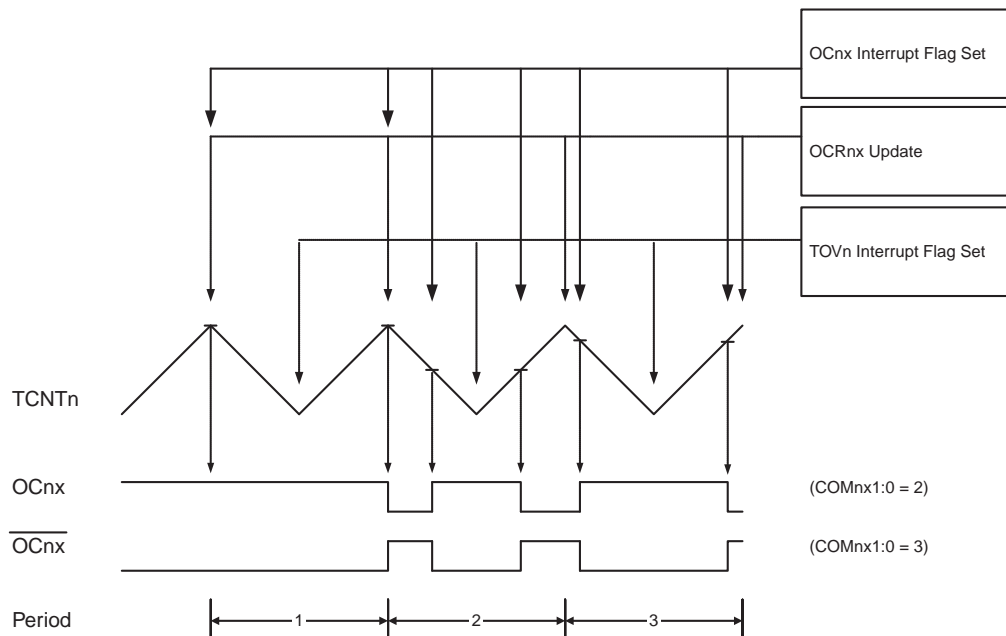 OCnx Interrupt Flag Set
OCRnx Update
TOVn Interrupt Flag Set
TCNTn
OCnx
(COMnx1:0 = 2)
OCnx
(COMnx1:0 = 3)
Period
1
2
3